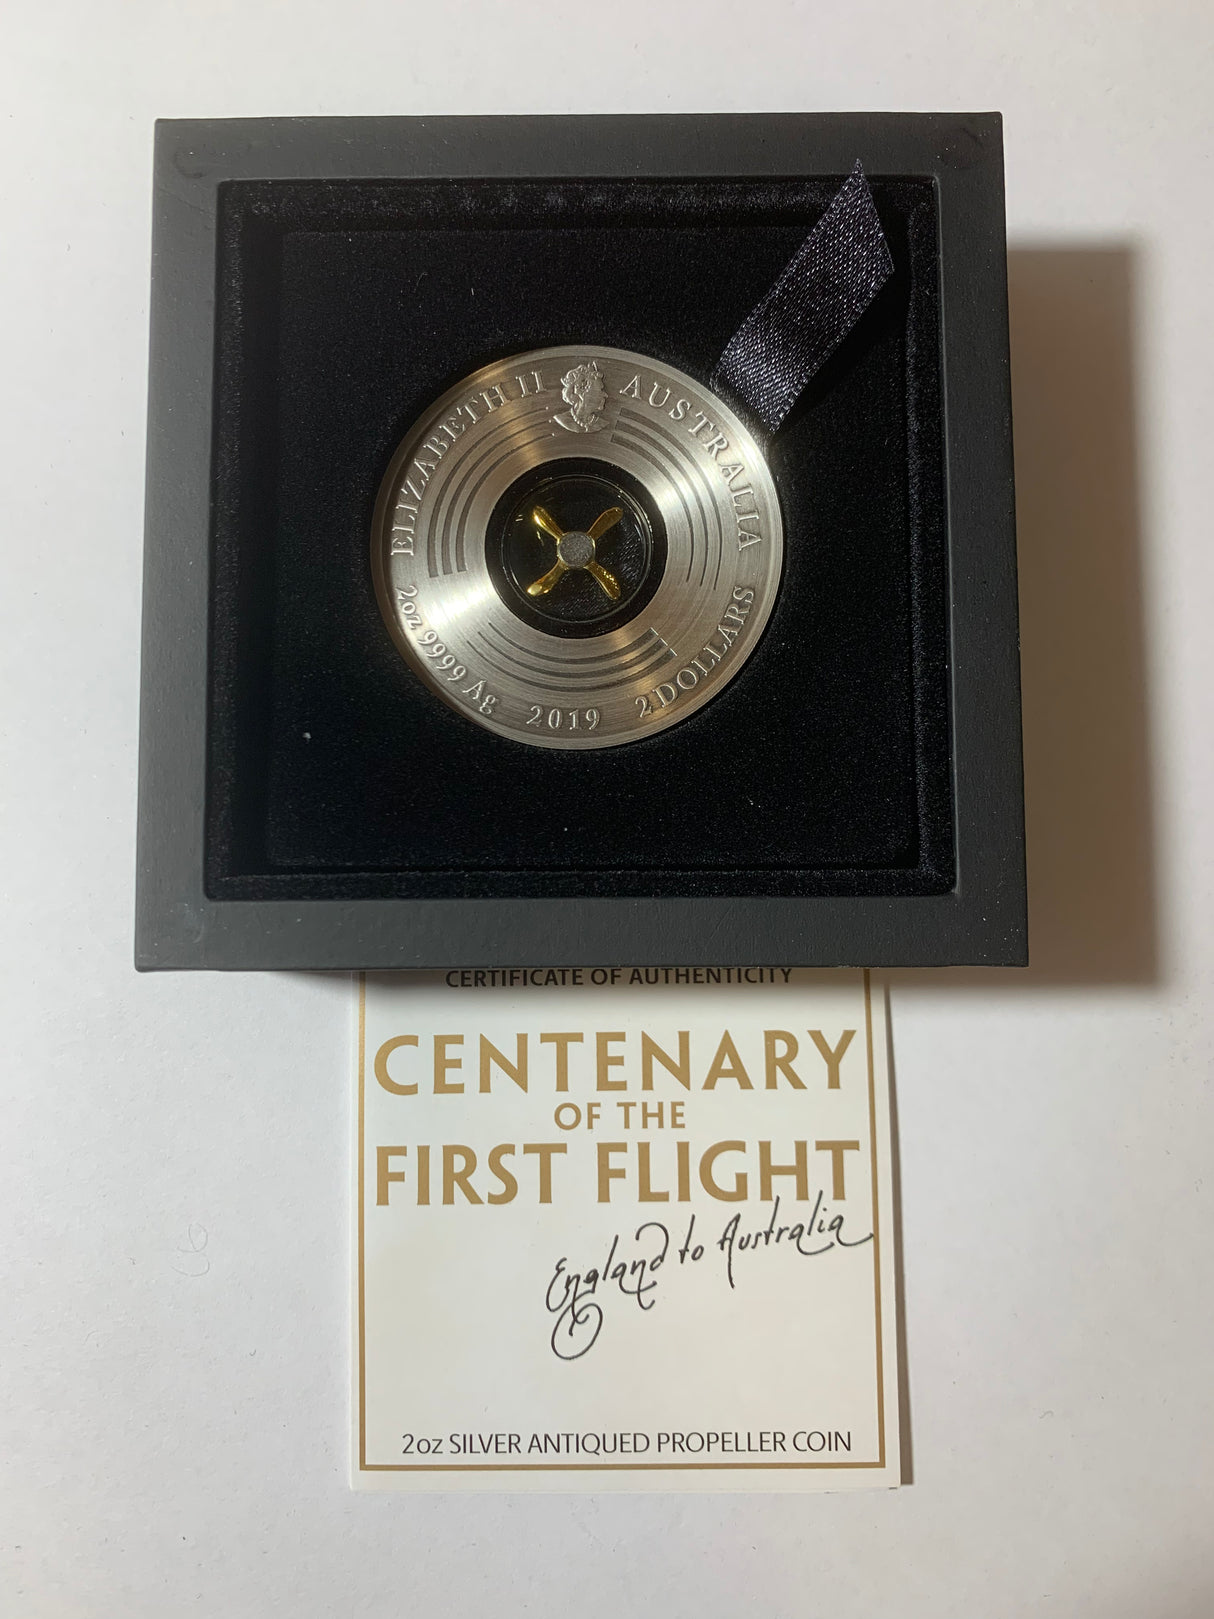 ELIZABETH II AUSTRALIA
2oz 9999 Ag 2019 2 DOLLARS
CERTIFICATE OF AUTHENTICITY
CENTENARY
OF THE
FIRST FLIGHT
England to Australia
2oz SILVER ANTIQUED PROPELLER COIN